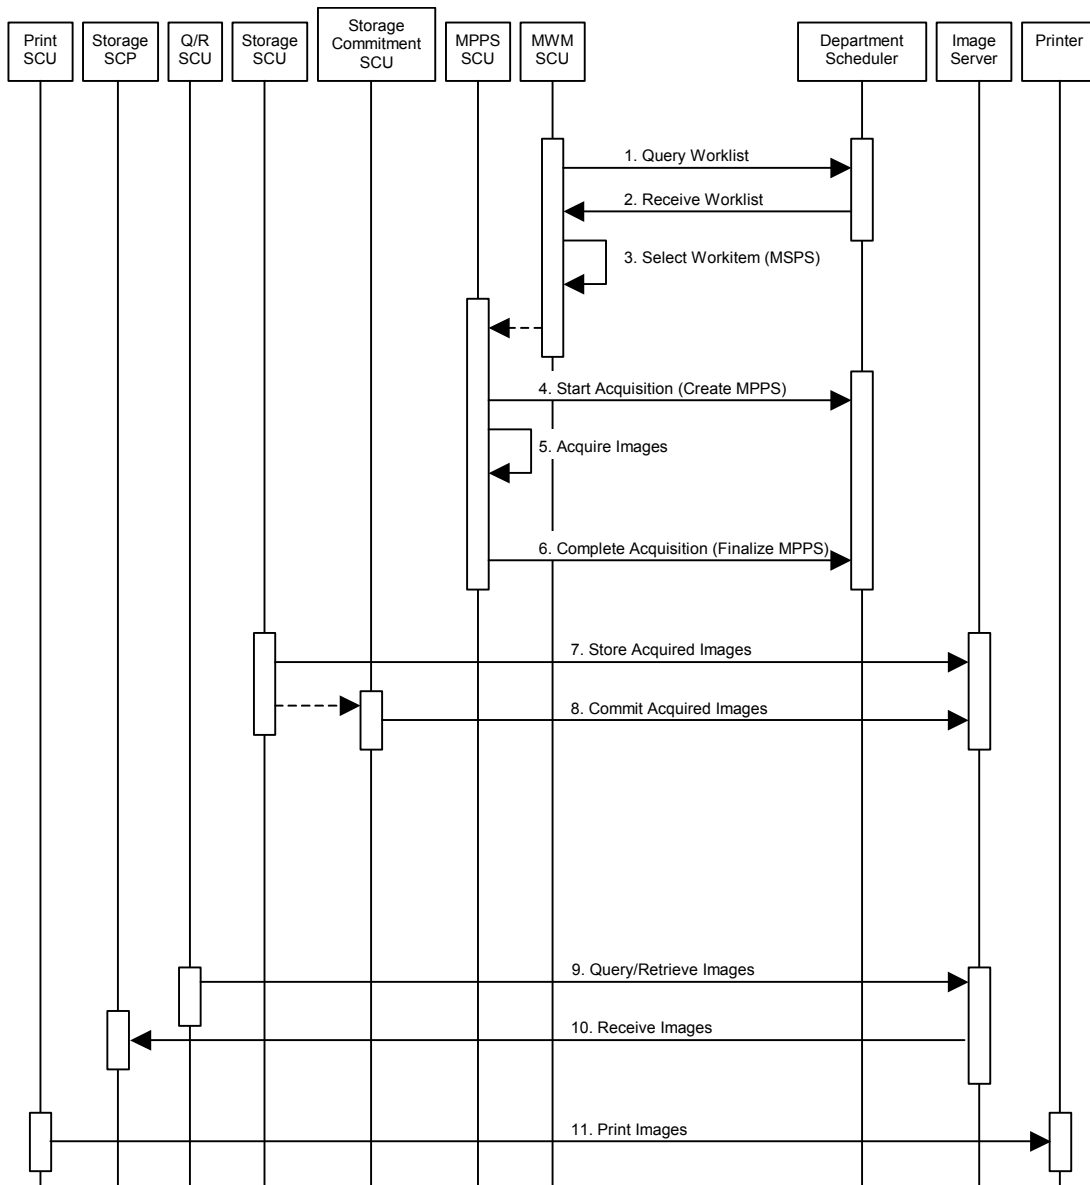 Print
SCU
Storage
SCP
Q/R
SCU
Storage
SCU
Storage
Commitment
SCU
MPPS
SCU
MWM
SCU
Department
Scheduler
Image
Server
Printer
1. Query Worklist
2. Receive Worklist
3. Select Workitem (MSPS)
4. Start Acquisition (Create MPPS)
5. Acquire Images
6. Complete Acquisition (Finalize MPPS)
7. Store Acquired Images
8. Commit Acquired Images
9. Query/Retrieve Images
10. Receive Images
11. Print Images